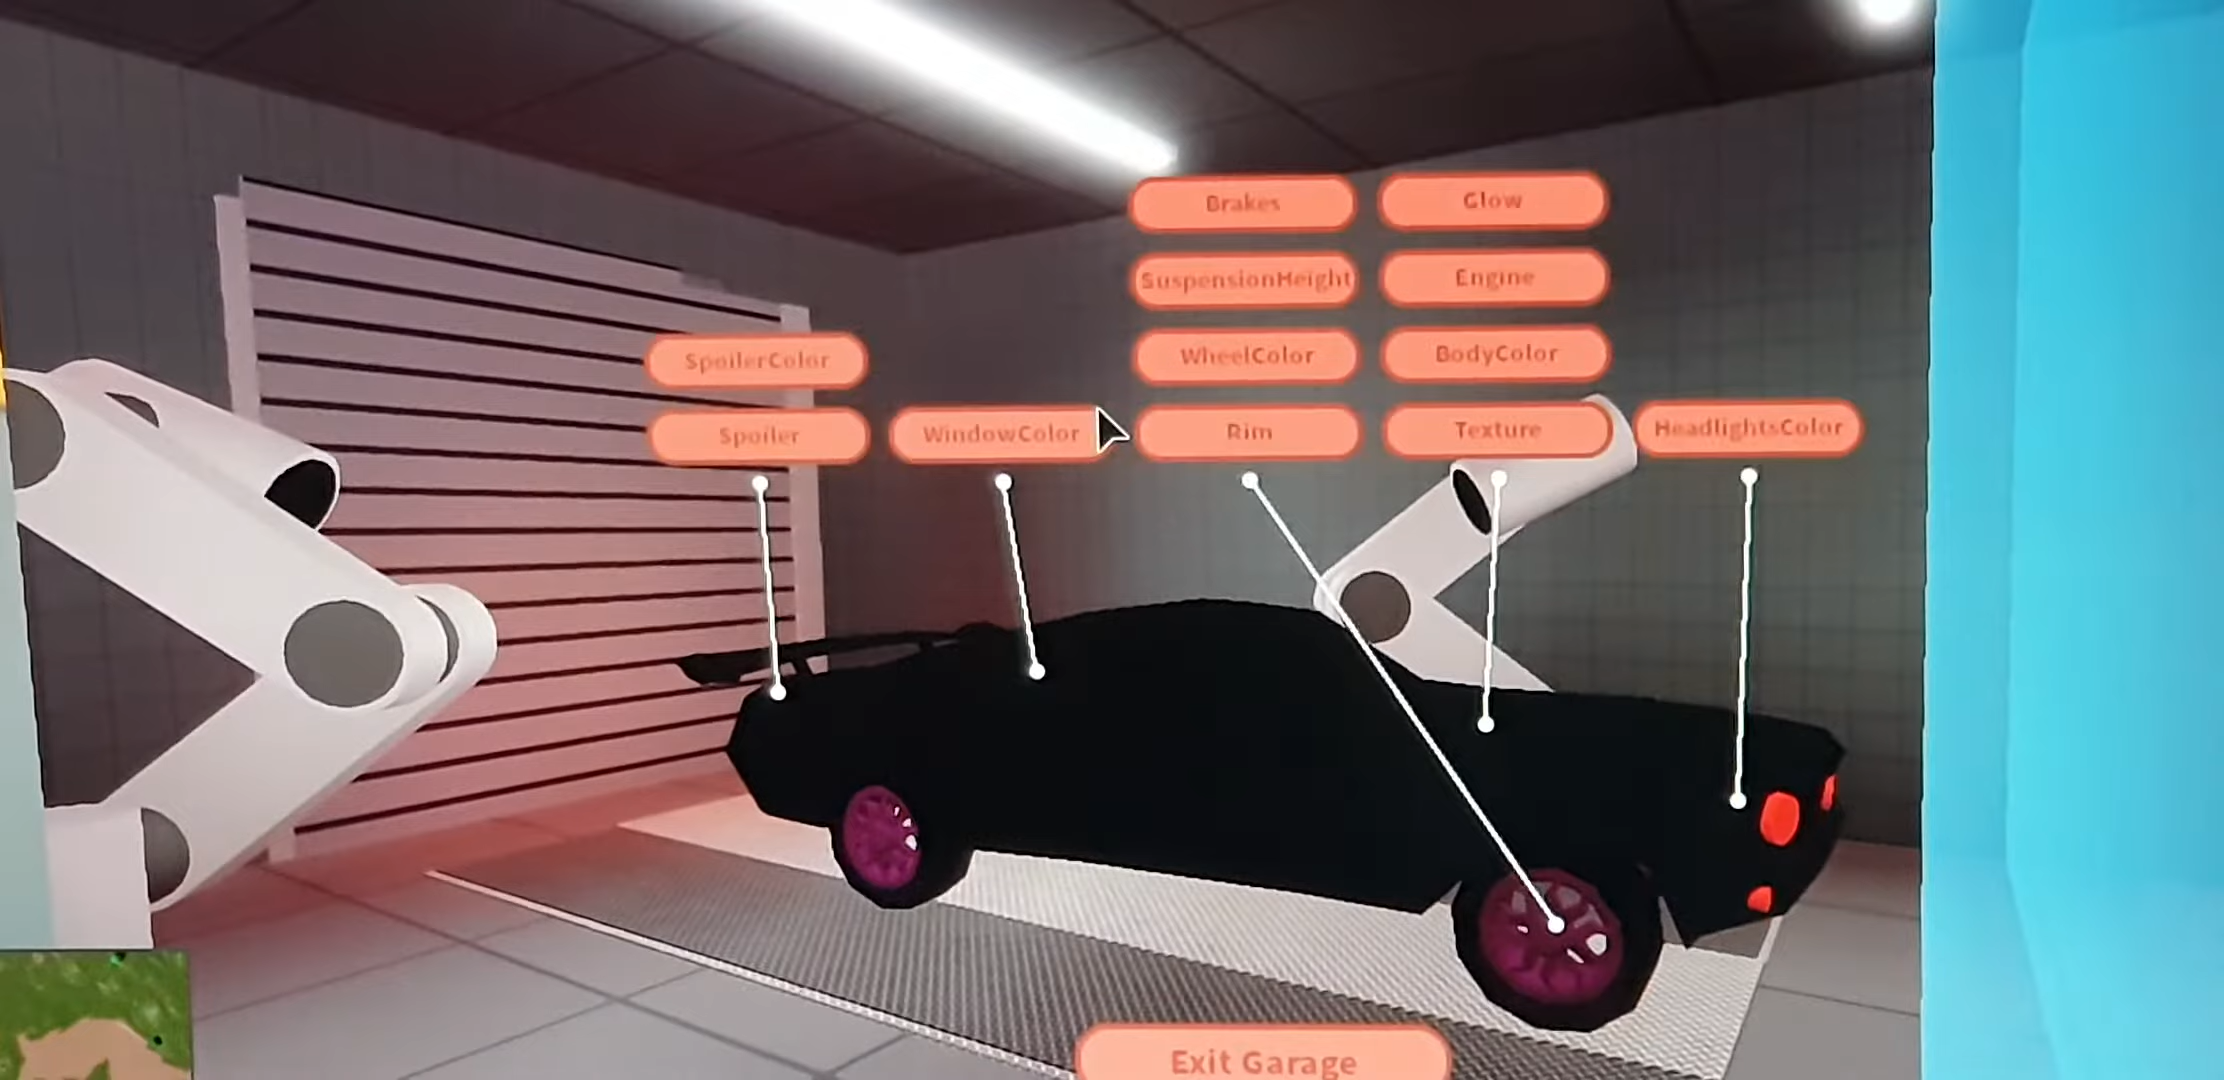 Brakes
Glow
SuspensionHeight
Engine
SpoilerColor
WheelColor
BodyColor
Spoiler
WindowColor
Rim
Texture
HeadlightsColor
Exit Garage